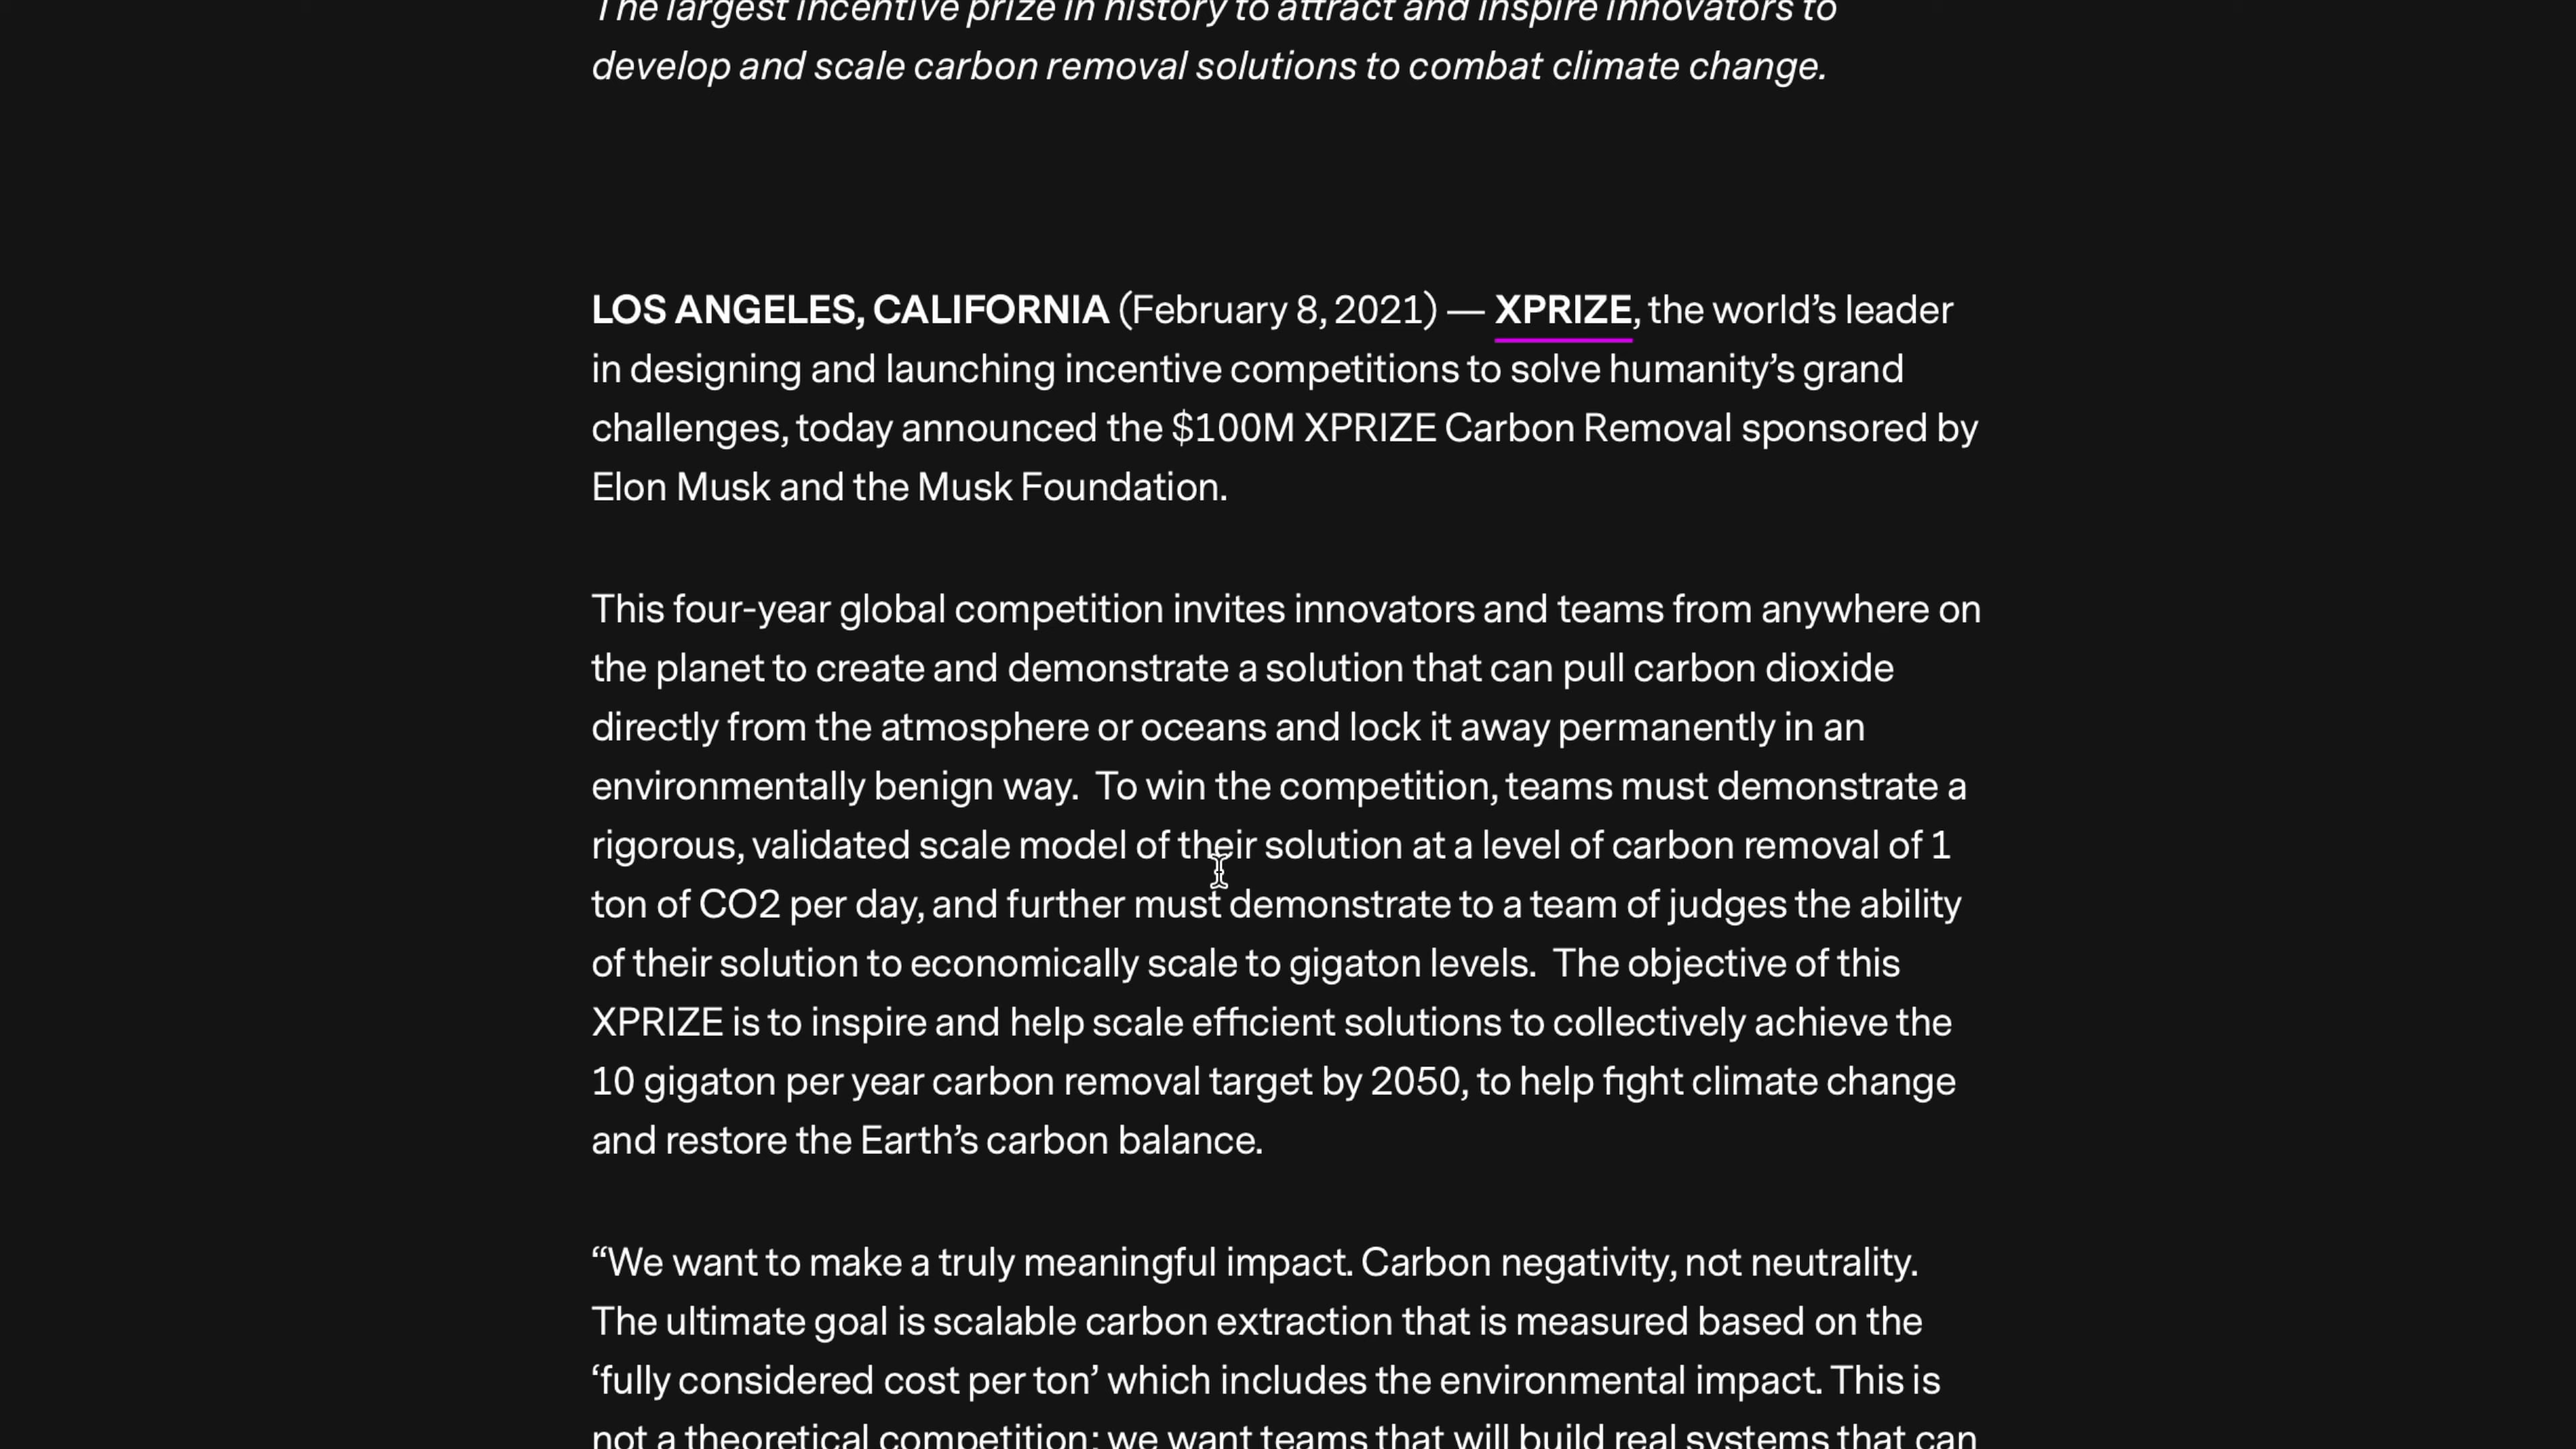 The largest incentive prize in history to attract and inspire innovators to
develop and scale carbon removal solutions to combat climate change.
LOS ANGELES, CALIFORNIA (February 8, 2021) — XPRIZE, the world’s leader
in designing and launching incentive competitions to solve humanity’s grand
challenges, today announced the $100M XPRIZE Carbon Removal sponsored by
Elon Musk and the Musk Foundation.
This four-year global competition invites innovators and teams from anywhere on
the planet to create and demonstrate a solution that can pull carbon dioxide
directly from the atmosphere or oceans and lock it away permanently in an
environmentally benign way.  To win the competition, teams must demonstrate a
rigorous, validated scale model of their solution at a level of carbon removal of 1
ton of CO2 per day, and further must demonstrate to a team of judges the ability
of their solution to economically scale to gigaton levels.  The objective of this
XPRIZE is to inspire and help scale efficient solutions to collectively achieve the
10 gigaton per year carbon removal target by 2050, to help fight climate change
and restore the Earth’s carbon balance.
“We want to make a truly meaningful impact. Carbon negativity, not neutrality.
The ultimate goal is scalable carbon extraction that is measured based on the
‘fully considered cost per ton’ which includes the environmental impact. This is
not a theoretical competition; we want teams that will build real systems that can